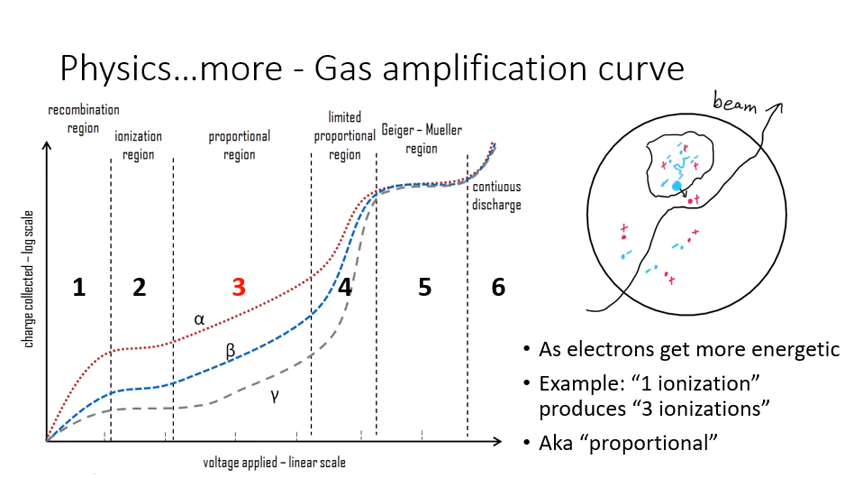 Physics...more - Gas amplification curve
recombination
region
ionization
region
proportional
region
limited
proportional
region
Geiger – Mueller
region
contiuous
discharge
charge collected – log scale
1
2
3
4
5
6
α
β
γ
voltage applied – linear scale
beam
• As electrons get more energetic
• Example: “1 ionization”
produces “3 ionizations”
• Aka “proportional”